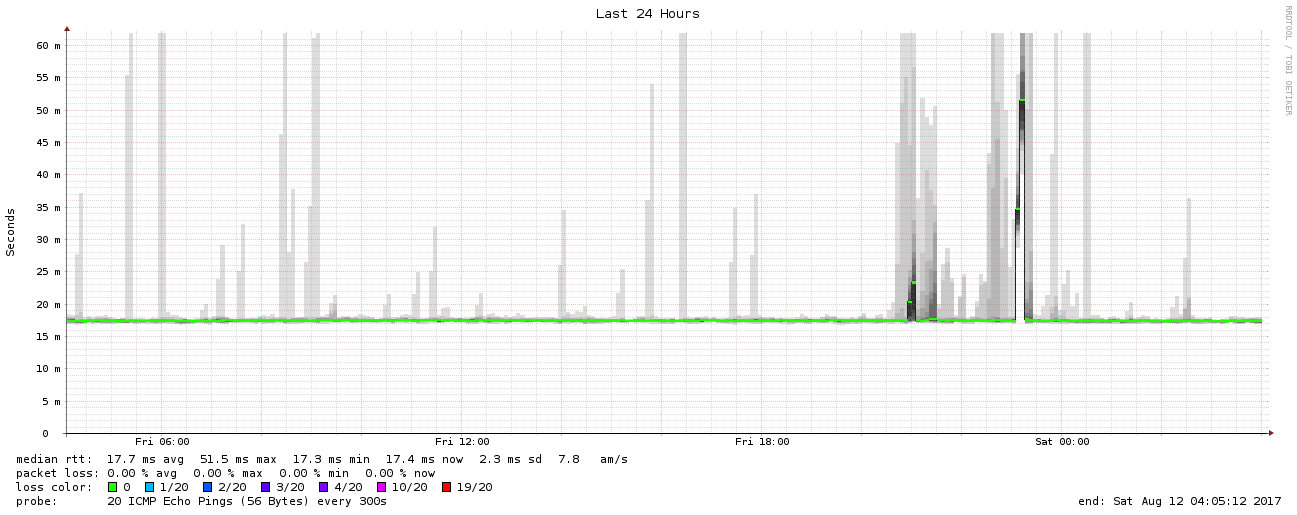 Last 24 Hours
RRDTOOL / TOBI OETIKER
Seconds
60 m
55 m
50 m
45 m
40 m
35 m
30 m
25 m
20 m
15 m
10 m
5 m
0
Fri 06:00 Fri 12:00 Fri 18:00 Sat 00:00
median rtt: 17.7 ms avg 51.5 ms max 17.3 ms min 17.4 ms now 2.3 ms sd 7.8 am/s
packet loss: 0.00 % avg 0.00 % max 0.00 % min 0.00 % now
loss color: 0 1/20 2/20 3/20 4/20 10/20 19/20
probe: 20 ICMP Echo Pings (56 Bytes) every 300s end: Sat Aug 12 04:05:12 2017